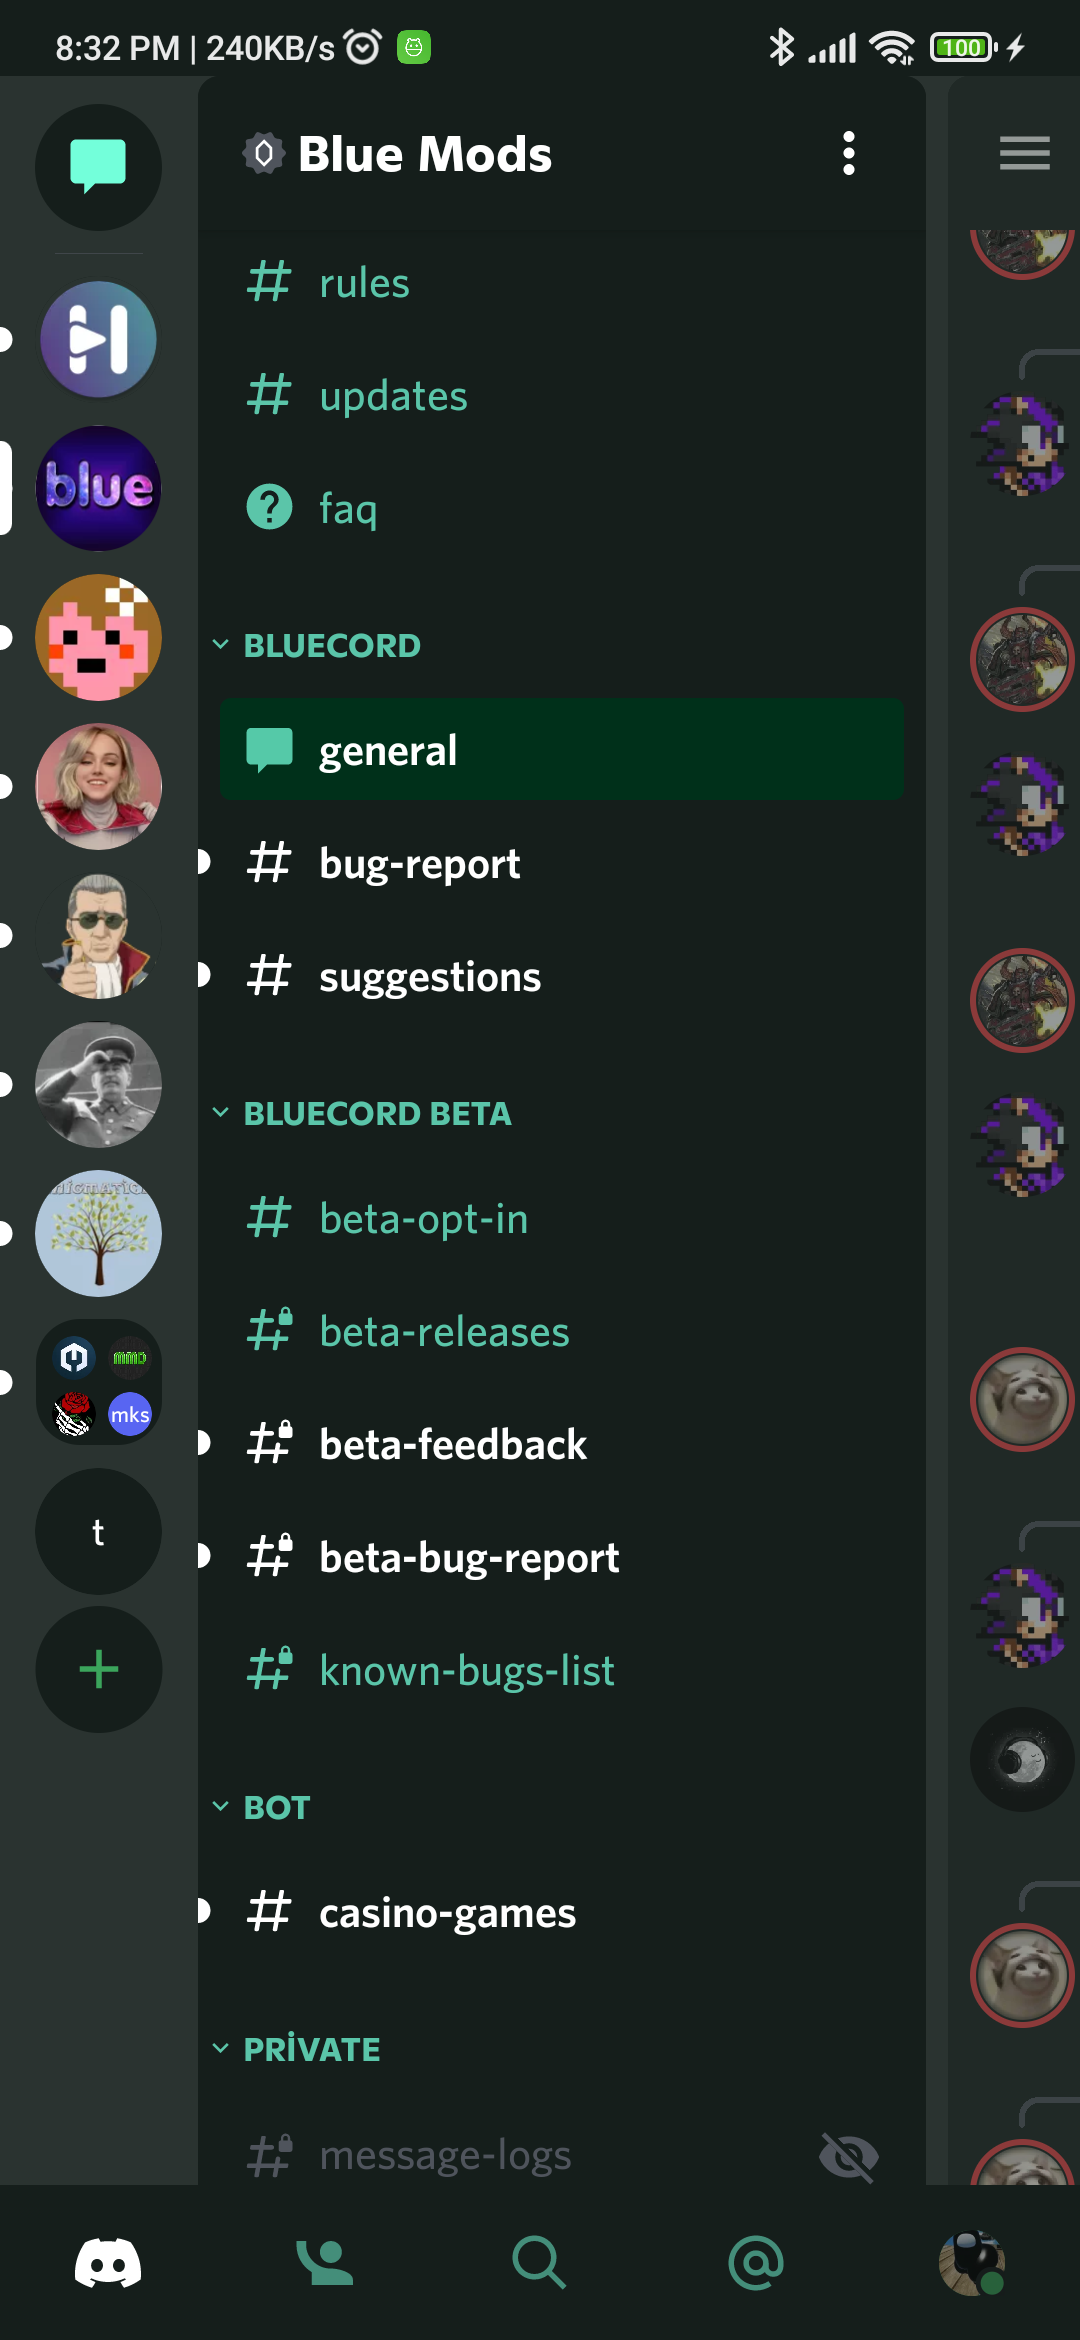 8:32 PM | 240KB/s
100
Blue Mods
rules
updates
faq
blue
BLUECORD
general
bug-report
suggestions
BLUECORD BETA
beta-opt-in
beta-releases
beta-feedback
mmd
mks
beta-bug-report
t
known-bugs-list
BOT
casino-games
PRİVATE
message-logs